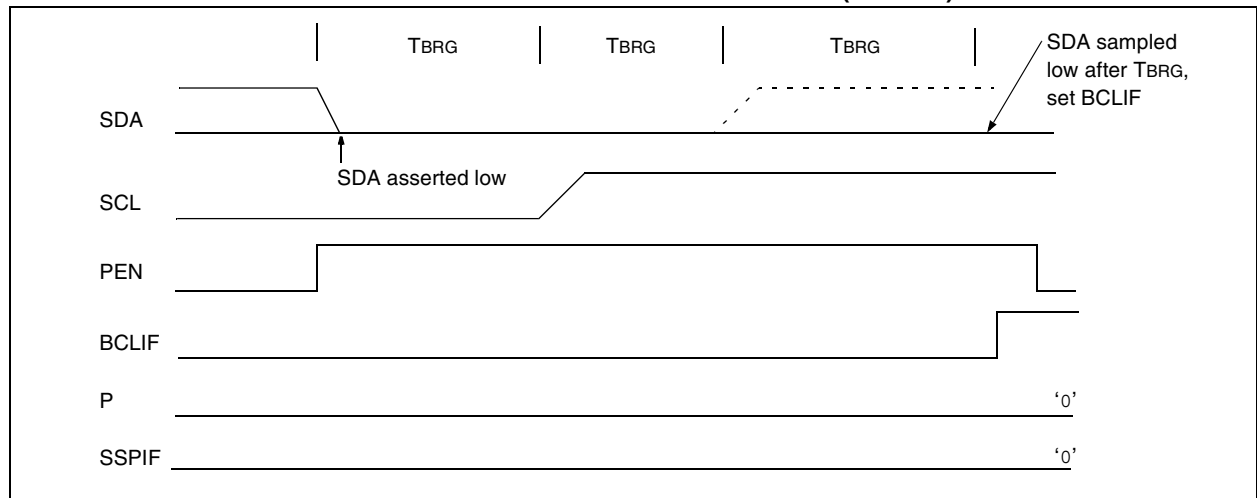 TBRG TBRG TBRG
SDA sampled
low after TBRG,
set BCLIF
SDA
SDA asserted low
SCL
PEN
BCLIF
P ‘0’
SSPIF ‘0’